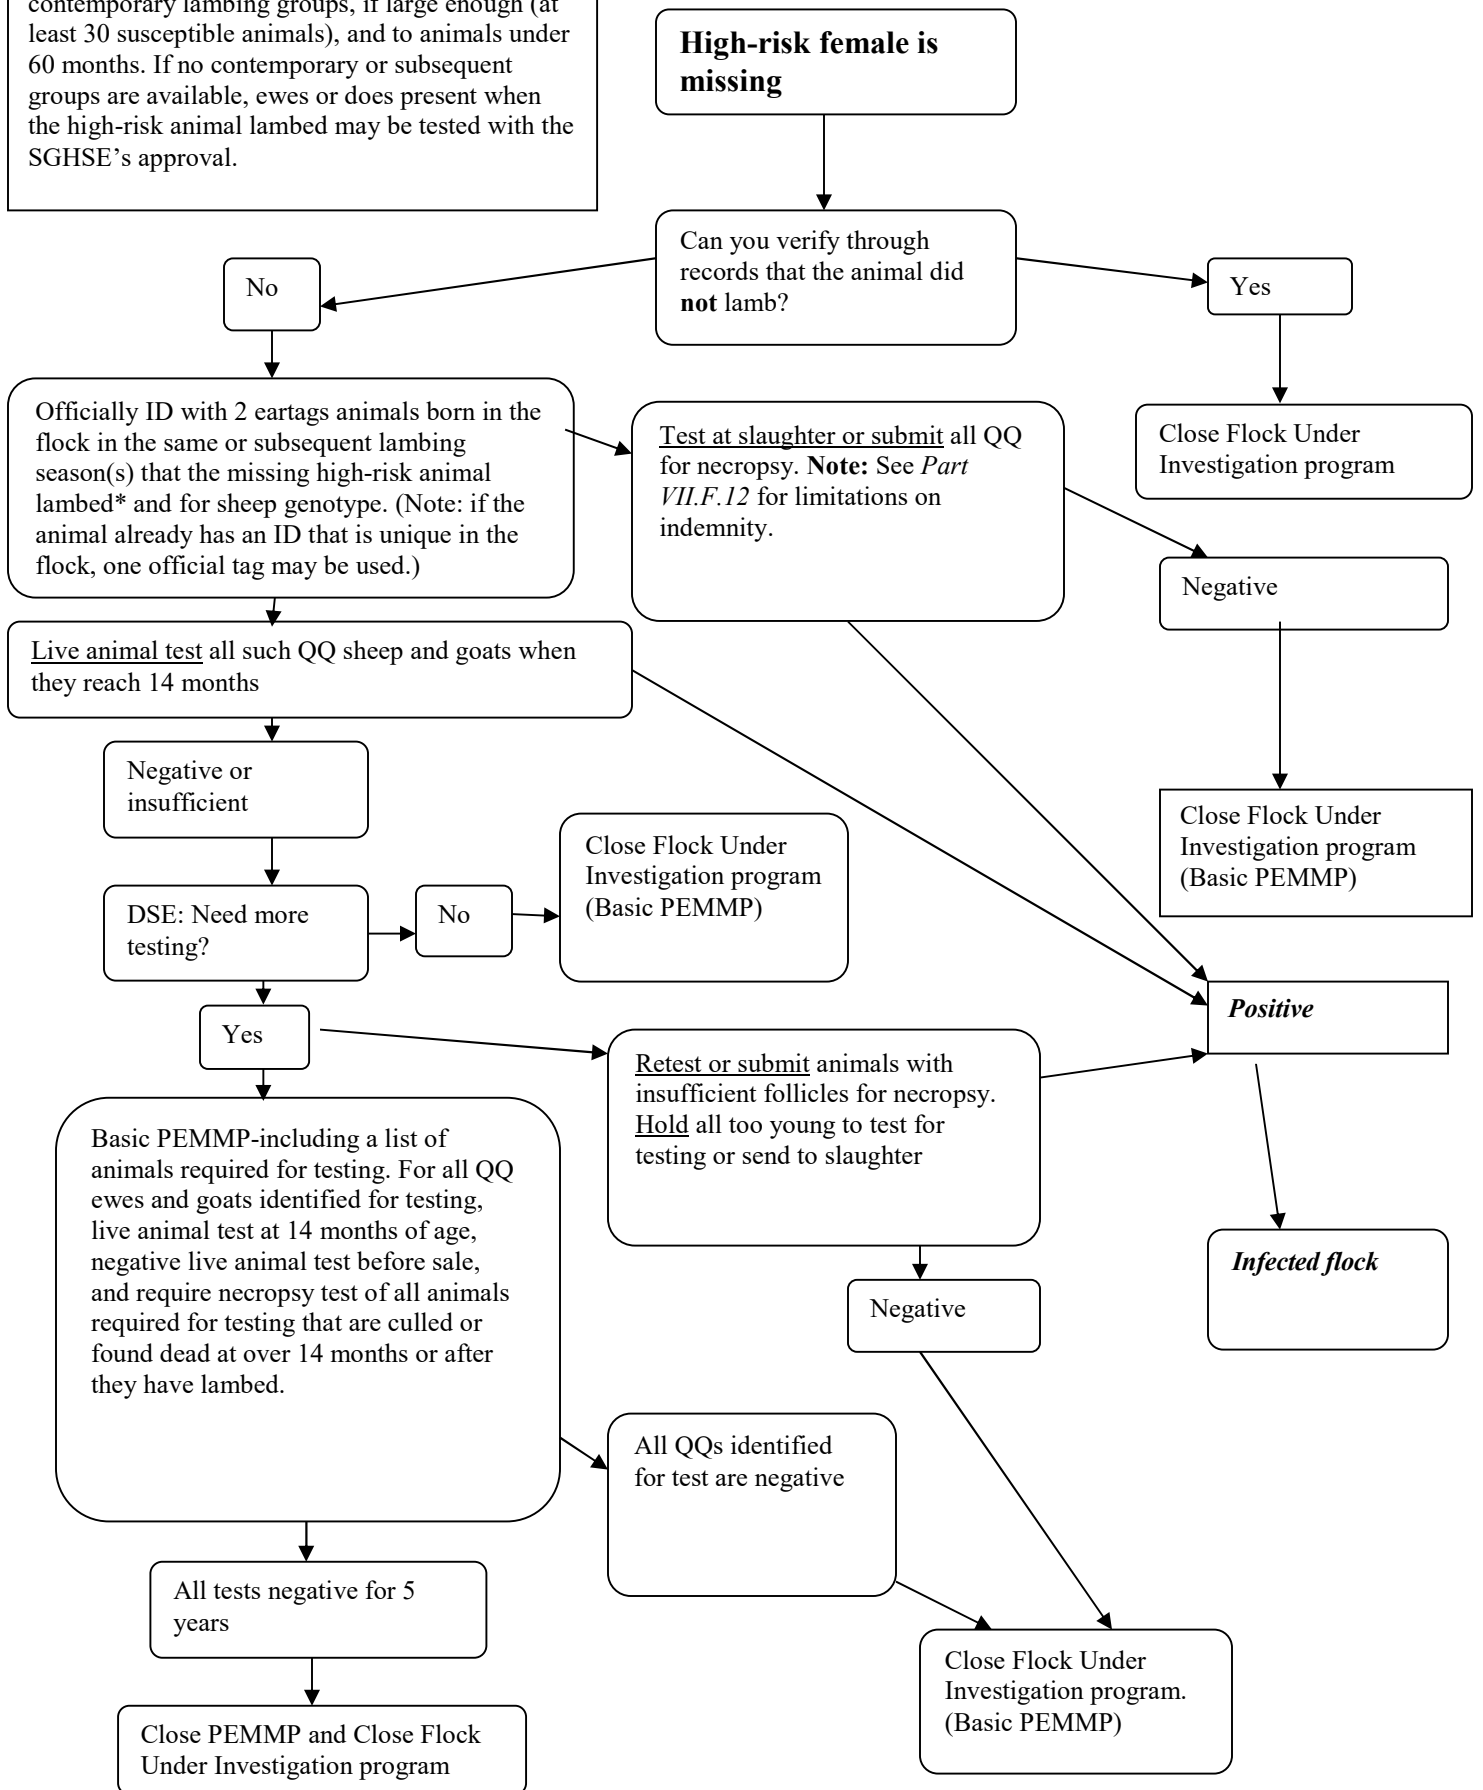 contemporary lambing groups, if large enough (at
least 30 susceptible animals), and to animals under
60 months. If no contemporary or subsequent
groups are available, ewes or does present when
the high-risk animal lambed may be tested with the
SGHSE’s approval.
High-risk female is
missing
Can you verify through
records that the animal did
not lamb?
No
Yes
Officially ID with 2 eartags animals born in the
flock in the same or subsequent lambing
season(s) that the missing high-risk animal
lambed* and for sheep genotype. (Note: if the
animal already has an ID that is unique in the
flock, one official tag may be used.)
Test at slaughter or submit all QQ
for necropsy. Note: See Part
VII.F.12 for limitations on
indemnity.
Close Flock Under
Investigation program
Negative
Live animal test all such QQ sheep and goats when
they reach 14 months
Negative or
insufficient
Close Flock Under
Investigation program
(Basic PEMMP)
Close Flock Under
Investigation program
(Basic PEMMP)
DSE: Need more
testing?
No
Positive
Yes
Retest or submit animals with
insufficient follicles for necropsy.
Hold all too young to test for
testing or send to slaughter
Basic PEMMP-including a list of
animals required for testing. For all QQ
ewes and goats identified for testing,
live animal test at 14 months of age,
negative live animal test before sale,
and require necropsy test of all animals
required for testing that are culled or
found dead at over 14 months or after
they have lambed.
Infected flock
Negative
All QQs identified
for test are negative
All tests negative for 5
years
Close Flock Under
Investigation program.
(Basic PEMMP)
Close PEMMP and Close Flock
Under Investigation program